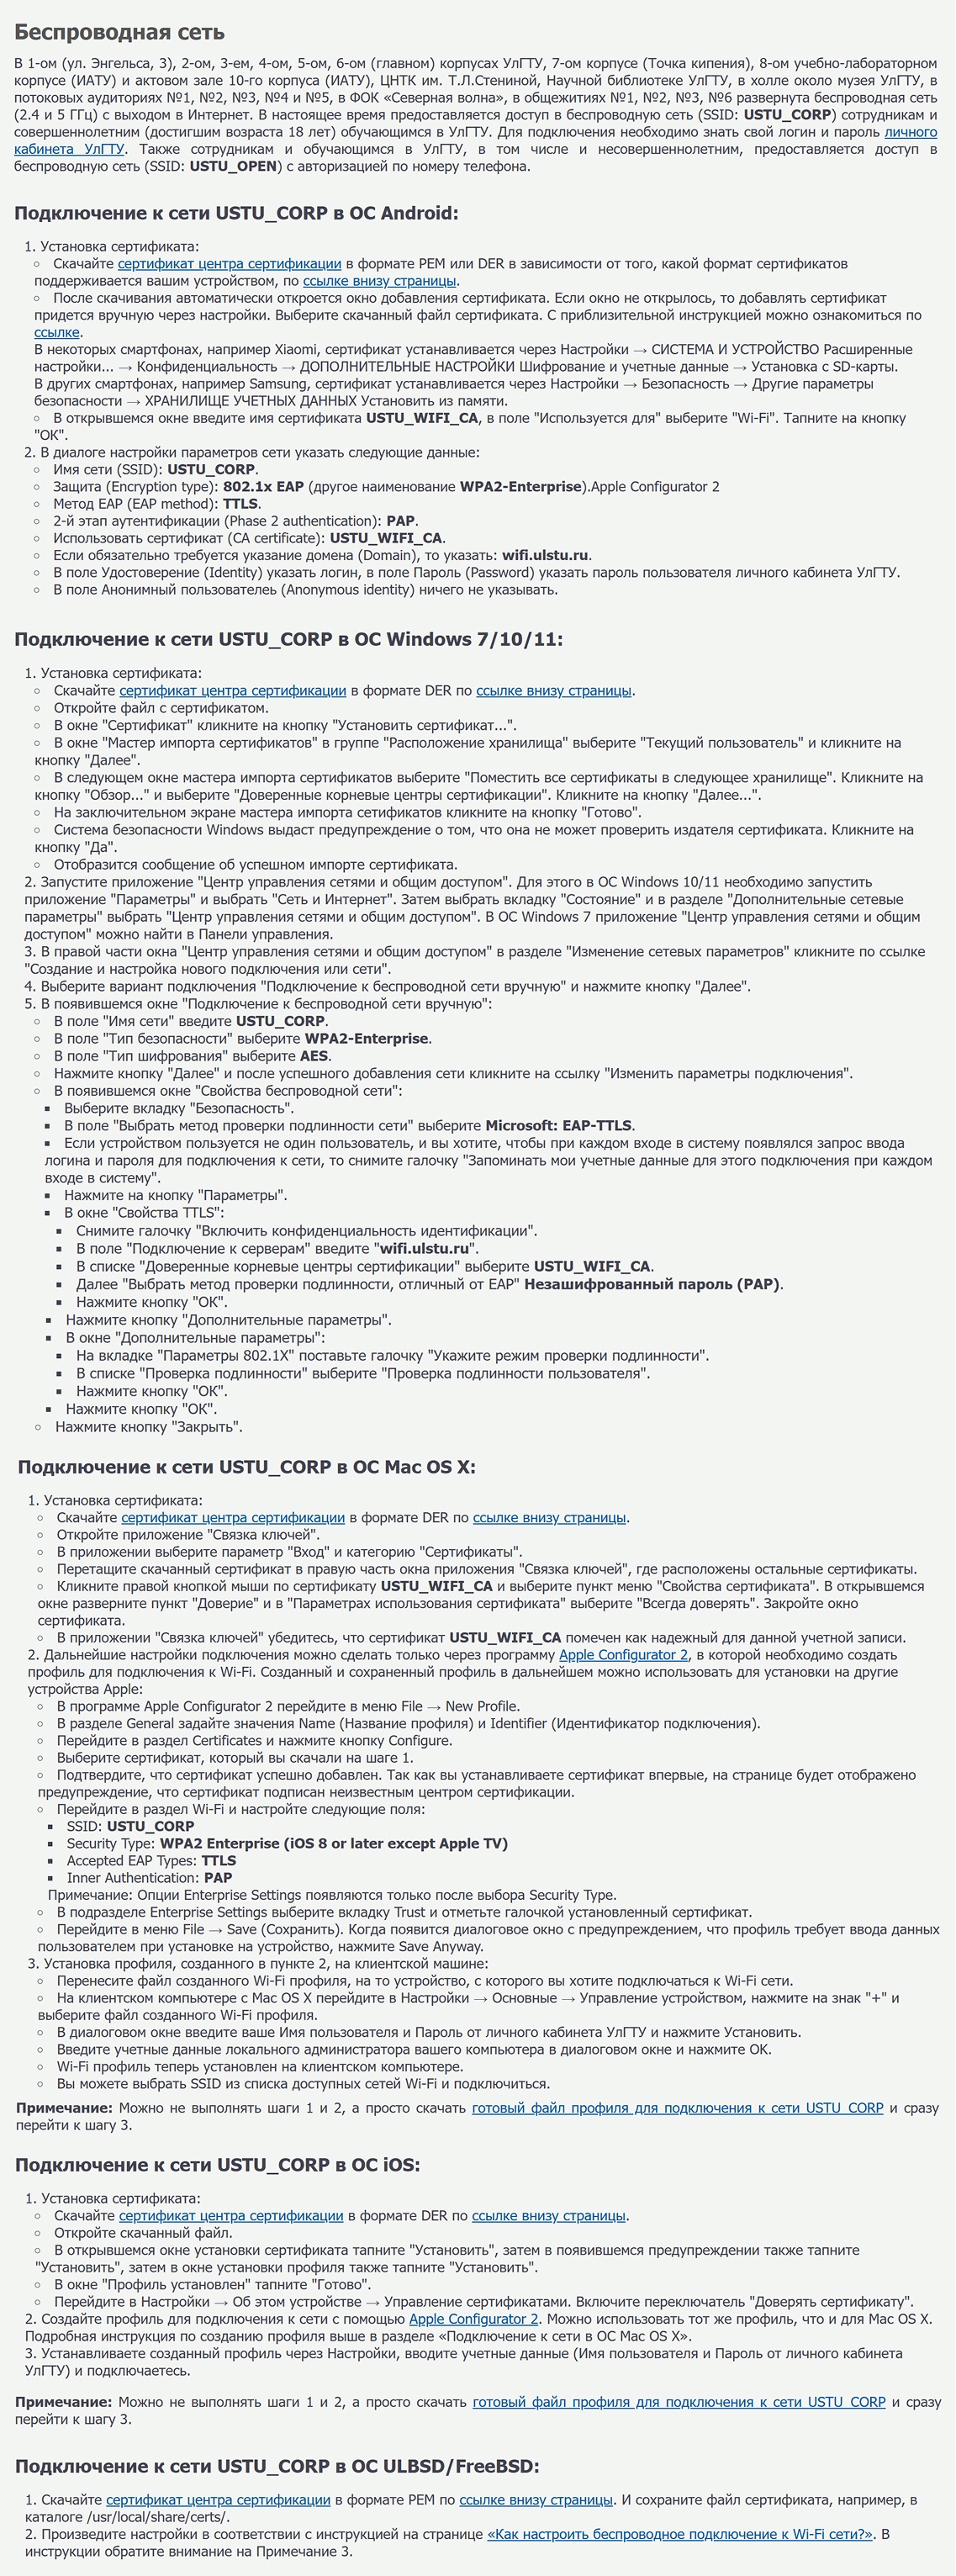 Беспроводная сеть
В 1-ом (ул. Энгельса, 3), 2-ом, 3-ем, 4-ом, 5-ом, 6-ом (главном) корпусах УлГТУ, 7-ом корпусе (Точка кипения), 8-ом учебно-лабораторном
корпусе (ИАТУ) и актовом зале 10-го корпуса (ИАТУ), ЦНТК им. Т.Л.Стениной, Научной библиотеке УлГТУ, в холле около музея УлГТУ, в
потоковых аудиториях №1, №2, №3, №4 и №5, в ФОК «Северная волна», в общежитиях №1, №2, №3, №6 развернута беспроводная сеть
(2.4 и 5 ГГц) с выходом в Интернет. В настоящее время предоставляется доступ в беспроводную сеть (SSID: USTU_CORP) сотрудникам и
совершеннолетним (достигшим возраста 18 лет) обучающимся в УлГТУ. Для подключения необходимо знать свой логин и пароль личного
кабинета УлГТУ. Также сотрудникам и обучающимся в УлГТУ, в том числе и несовершеннолетним, предоставляется доступ в
беспроводную сеть (SSID: USTU_OPEN) с авторизацией по номеру телефона.
Подключение к сети USTU_CORP в ОС Android:
1. Установка сертификата:
○ Скачайте сертификат центра сертификации в формате PEM или DER в зависимости от того, какой формат сертификатов
поддерживается вашим устройством, по ссылке внизу страницы.
○ После скачивания автоматически откроется окно добавления сертификата. Если окно не открылось, то добавлять сертификат
придется вручную через настройки. Выберите скачанный файл сертификата. С приблизительной инструкцией можно ознакомиться по
ссылке.
В некоторых смартфонах, например Xiaomi, сертификат устанавливается через Настройки → СИСТЕМА И УСТРОЙСТВО Расширенные
настройки... → Конфиденциальность → ДОПОЛНИТЕЛЬНЫЕ НАСТРОЙКИ Шифрование и учетные данные → Установка с SD-карты.
В других смартфонах, например Samsung, сертификат устанавливается через Настройки → Безопасность → Другие параметры
безопасности → ХРАНИЛИЩЕ УЧЕТНЫХ ДАННЫХ Установить из памяти.
○ В открывшемся окне введите имя сертификата USTU_WIFI_CA, в поле "Используется для" выберите "Wi-Fi". Тапните на кнопку
"ОК".
2. В диалоге настройки параметров сети указать следующие данные:
○ Имя сети (SSID): USTU_CORP.
○ Защита (Encryption type): 802.1x EAP (другое наименование WPA2-Enterprise).Apple Configurator 2
○ Метод EAP (EAP method): TTLS.
○ 2-й этап аутентификации (Phase 2 authentication): PAP.
○ Использовать сертификат (CA certificate): USTU_WIFI_CA.
○ Если обязательно требуется указание домена (Domain), то указать: wifi.ulstu.ru.
○ В поле Удостоверение (Identity) указать логин, в поле Пароль (Password) указать пароль пользователя личного кабинета УлГТУ.
○ В поле Анонимный пользователеь (Anonymous identity) ничего не указывать.
Подключение к сети USTU_CORP в ОС Windows 7/10/11:
1. Установка сертификата:
○ Скачайте сертификат центра сертификации в формате DER по ссылке внизу страницы.
○ Откройте файл с сертификатом.
○ В окне "Сертификат" кликните на кнопку "Установить сертификат...".
○ В окне "Мастер импорта сертификатов" в группе "Расположение хранилища" выберите "Текущий пользователь" и кликните на
кнопку "Далее".
○ В следующем окне мастера импорта сертификатов выберите "Поместить все сертификаты в следующее хранилище". Кликните на
кнопку "Обзор..." и выберите "Доверенные корневые центры сертификации". Кликните на кнопку "Далее...".
○ На заключительном экране мастера импорта сетификатов кликните на кнопку "Готово".
○ Система безопасности Windows выдаст предупреждение о том, что она не может проверить издателя сертификата. Кликните на
кнопку "Да".
○ Отобразится сообщение об успешном импорте сертификата.
2. Запустите приложение "Центр управления сетями и общим доступом". Для этого в ОС Windows 10/11 необходимо запустить
приложение "Параметры" и выбрать "Сеть и Интернет". Затем выбрать вкладку "Состояние" и в разделе "Дополнительные сетевые
параметры" выбрать "Центр управления сетями и общим доступом". В ОС Windows 7 приложение "Центр управления сетями и общим
доступом" можно найти в Панели управления.
3. В правой части окна "Центр управления сетями и общим доступом" в разделе "Изменение сетевых параметров" кликните по ссылке
"Создание и настройка нового подключения или сети".
4. Выберите вариант подключения "Подключение к беспроводной сети вручную" и нажмите кнопку "Далее".
5. В появившемся окне "Подключение к беспроводной сети вручную":
○ В поле "Имя сети" введите USTU_CORP.
○ В поле "Тип безопасности" выберите WPA2-Enterprise.
○ В поле "Тип шифрования" выберите AES.
○ Нажмите кнопку "Далее" и после успешного добавления сети кликните на ссылку "Изменить параметры подключения".
○ В появившемся окне "Свойства беспроводной сети":
▪ Выберите вкладку "Безопасность".
▪ В поле "Выбрать метод проверки подлинности сети" выберите Microsoft: EAP-TTLS.
▪ Если устройством пользуется не один пользователь, и вы хотите, чтобы при каждом входе в систему появлялся запрос ввода
логина и пароля для подключения к сети, то снимите галочку "Запоминать мои учетные данные для этого подключения при каждом
входе в систему".
▪ Нажмите на кнопку "Параметры".
▪ В окне "Свойства TTLS":
▪ Снимите галочку "Включить конфиденциальность идентификации".
▪ В поле "Подключение к серверам" введите "wifi.ulstu.ru".
▪ В списке "Доверенные корневые центры сертификации" выберите USTU_WIFI_CA.
▪ Далее "Выбрать метод проверки подлинности, отличный от EAP" Незашифрованный пароль (PAP).
▪ Нажмите кнопку "ОК".
▪ Нажмите кнопку "Дополнительные параметры".
▪ В окне "Дополнительные параметры":
▪ На вкладке "Параметры 802.1X" поставьте галочку "Укажите режим проверки подлинности".
▪ В списке "Проверка подлинности" выберите "Проверка подлинности пользователя".
▪ Нажмите кнопку "ОК".
▪ Нажмите кнопку "ОК".
○ Нажмите кнопку "Закрыть".
Подключение к сети USTU_CORP в ОС Mac OS X:
1. Установка сертификата:
○ Скачайте сертификат центра сертификации в формате DER по ссылке внизу страницы.
○ Откройте приложение "Связка ключей".
○ В приложении выберите параметр "Вход" и категорию "Сертификаты".
○ Перетащите скачанный сертификат в правую часть окна приложения "Связка ключей", где расположены остальные сертификаты.
○ Кликните правой кнопкой мыши по сертификату USTU_WIFI_CA и выберите пункт меню "Свойства сертификата". В открывшемся
окне разверните пункт "Доверие" и в "Параметрах использования сертификата" выберите "Всегда доверять". Закройте окно
сертификата.
○ В приложении "Связка ключей" убедитесь, что сертификат USTU_WIFI_CA помечен как надежный для данной учетной записи.
2. Дальнейшие настройки подключения можно сделать только через программу Apple Configurator 2, в которой необходимо создать
профиль для подключения к Wi-Fi. Созданный и сохраненный профиль в дальнейшем можно использовать для установки на другие
устройства Apple:
○ В программе Apple Configurator 2 перейдите в меню File → New Profile.
○ В разделе General задайте значения Name (Название профиля) и Identifier (Идентификатор подключения).
○ Перейдите в раздел Certificates и нажмите кнопку Configure.
○ Выберите сертификат, который вы скачали на шаге 1.
○ Подтвердите, что сертификат успешно добавлен. Так как вы устанавливаете сертификат впервые, на странице будет отображено
предупреждение, что сертификат подписан неизвестным центром сертификации.
○ Перейдите в раздел Wi-Fi и настройте следующие поля:
▪ SSID: USTU_CORP
▪ Security Type: WPA2 Enterprise (iOS 8 or later except Apple TV)
▪ Accepted EAP Types: TTLS
▪ Inner Authentication: PAP
Примечание: Опции Enterprise Settings появляются только после выбора Security Type.
○ В подразделе Enterprise Settings выберите вкладку Trust и отметьте галочкой установленный сертификат.
○ Перейдите в меню File → Save (Сохранить). Когда появится диалоговое окно с предупреждением, что профиль требует ввода данных
пользователем при установке на устройство, нажмите Save Anyway.
3. Установка профиля, созданного в пункте 2, на клиентской машине:
○ Перенесите файл созданного Wi-Fi профиля, на то устройство, с которого вы хотите подключаться к Wi-Fi сети.
○ На клиентском компьютере с Mac OS X перейдите в Настройки → Основные → Управление устройством, нажмите на знак "+" и
выберите файл созданного Wi-Fi профиля.
○ В диалоговом окне введите ваше Имя пользователя и Пароль от личного кабинета УлГТУ и нажмите Установить.
○ Введите учетные данные локального администратора вашего компьютера в диалоговом окне и нажмите ОК.
○ Wi-Fi профиль теперь установлен на клиентском компьютере.
○ Вы можете выбрать SSID из списка доступных сетей Wi-Fi и подключиться.
Примечание: Можно не выполнять шаги 1 и 2, а просто скачать готовый файл профиля для подключения к сети USTU_CORP и сразу
перейти к шагу 3.
Подключение к сети USTU_CORP в ОС iOS:
1. Установка сертификата:
○ Скачайте сертификат центра сертификации в формате DER по ссылке внизу страницы.
○ Откройте скачанный файл.
○ В открывшемся окне установки сертификата тапните "Установить", затем в появившемся предупреждении также тапните
"Установить", затем в окне установки профиля также тапните "Установить".
○ В окне "Профиль установлен" тапните "Готово".
○ Перейдите в Настройки → Об этом устройстве → Управление сертификатами. Включите переключатель "Доверять сертификату".
2. Создайте профиль для подключения к сети с помощью Apple Configurator 2. Можно использовать тот же профиль, что и для Mac OS X.
Подробная инструкция по созданию профиля выше в разделе «Подключение к сети в ОС Mac OS X».
3. Устанавливаете созданный профиль через Настройки, вводите учетные данные (Имя пользователя и Пароль от личного кабинета
УлГТУ) и подключаетесь.
Примечание: Можно не выполнять шаги 1 и 2, а просто скачать готовый файл профиля для подключения к сети USTU_CORP и сразу
перейти к шагу 3.
Подключение к сети USTU_CORP в ОС ULBSD/FreeBSD:
1. Скачайте сертификат центра сертификации в формате PEM по ссылке внизу страницы. И сохраните файл сертификата, например, в
каталоге /usr/local/share/certs/.
2. Произведите настройки в соответствии с инструкцией на странице «Как настроить беспроводное подключение к Wi-Fi сети?». В
инструкции обратите внимание на Примечание 3.